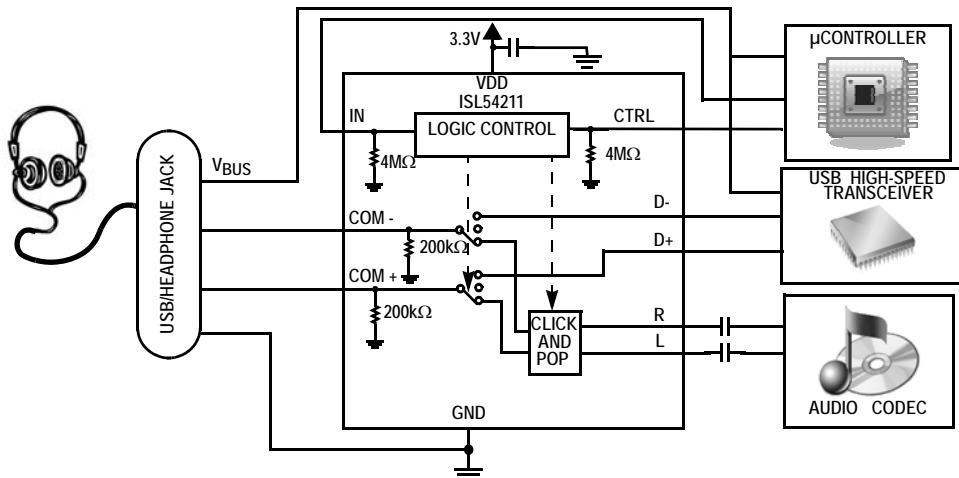 3.3V
VDD
ISL54211
IN
LOGIC CONTROL
CTRL
4MΩ
4MΩ
µCONTROLLER
USB HIGH-SPEED
TRANSCEIVER
VBUS
USB/HEADPHONE JACK
COM -
200kΩ
COM +
200kΩ
D-
D+
CLICK
AND
POP
R
L
AUDIO CODEC
GND